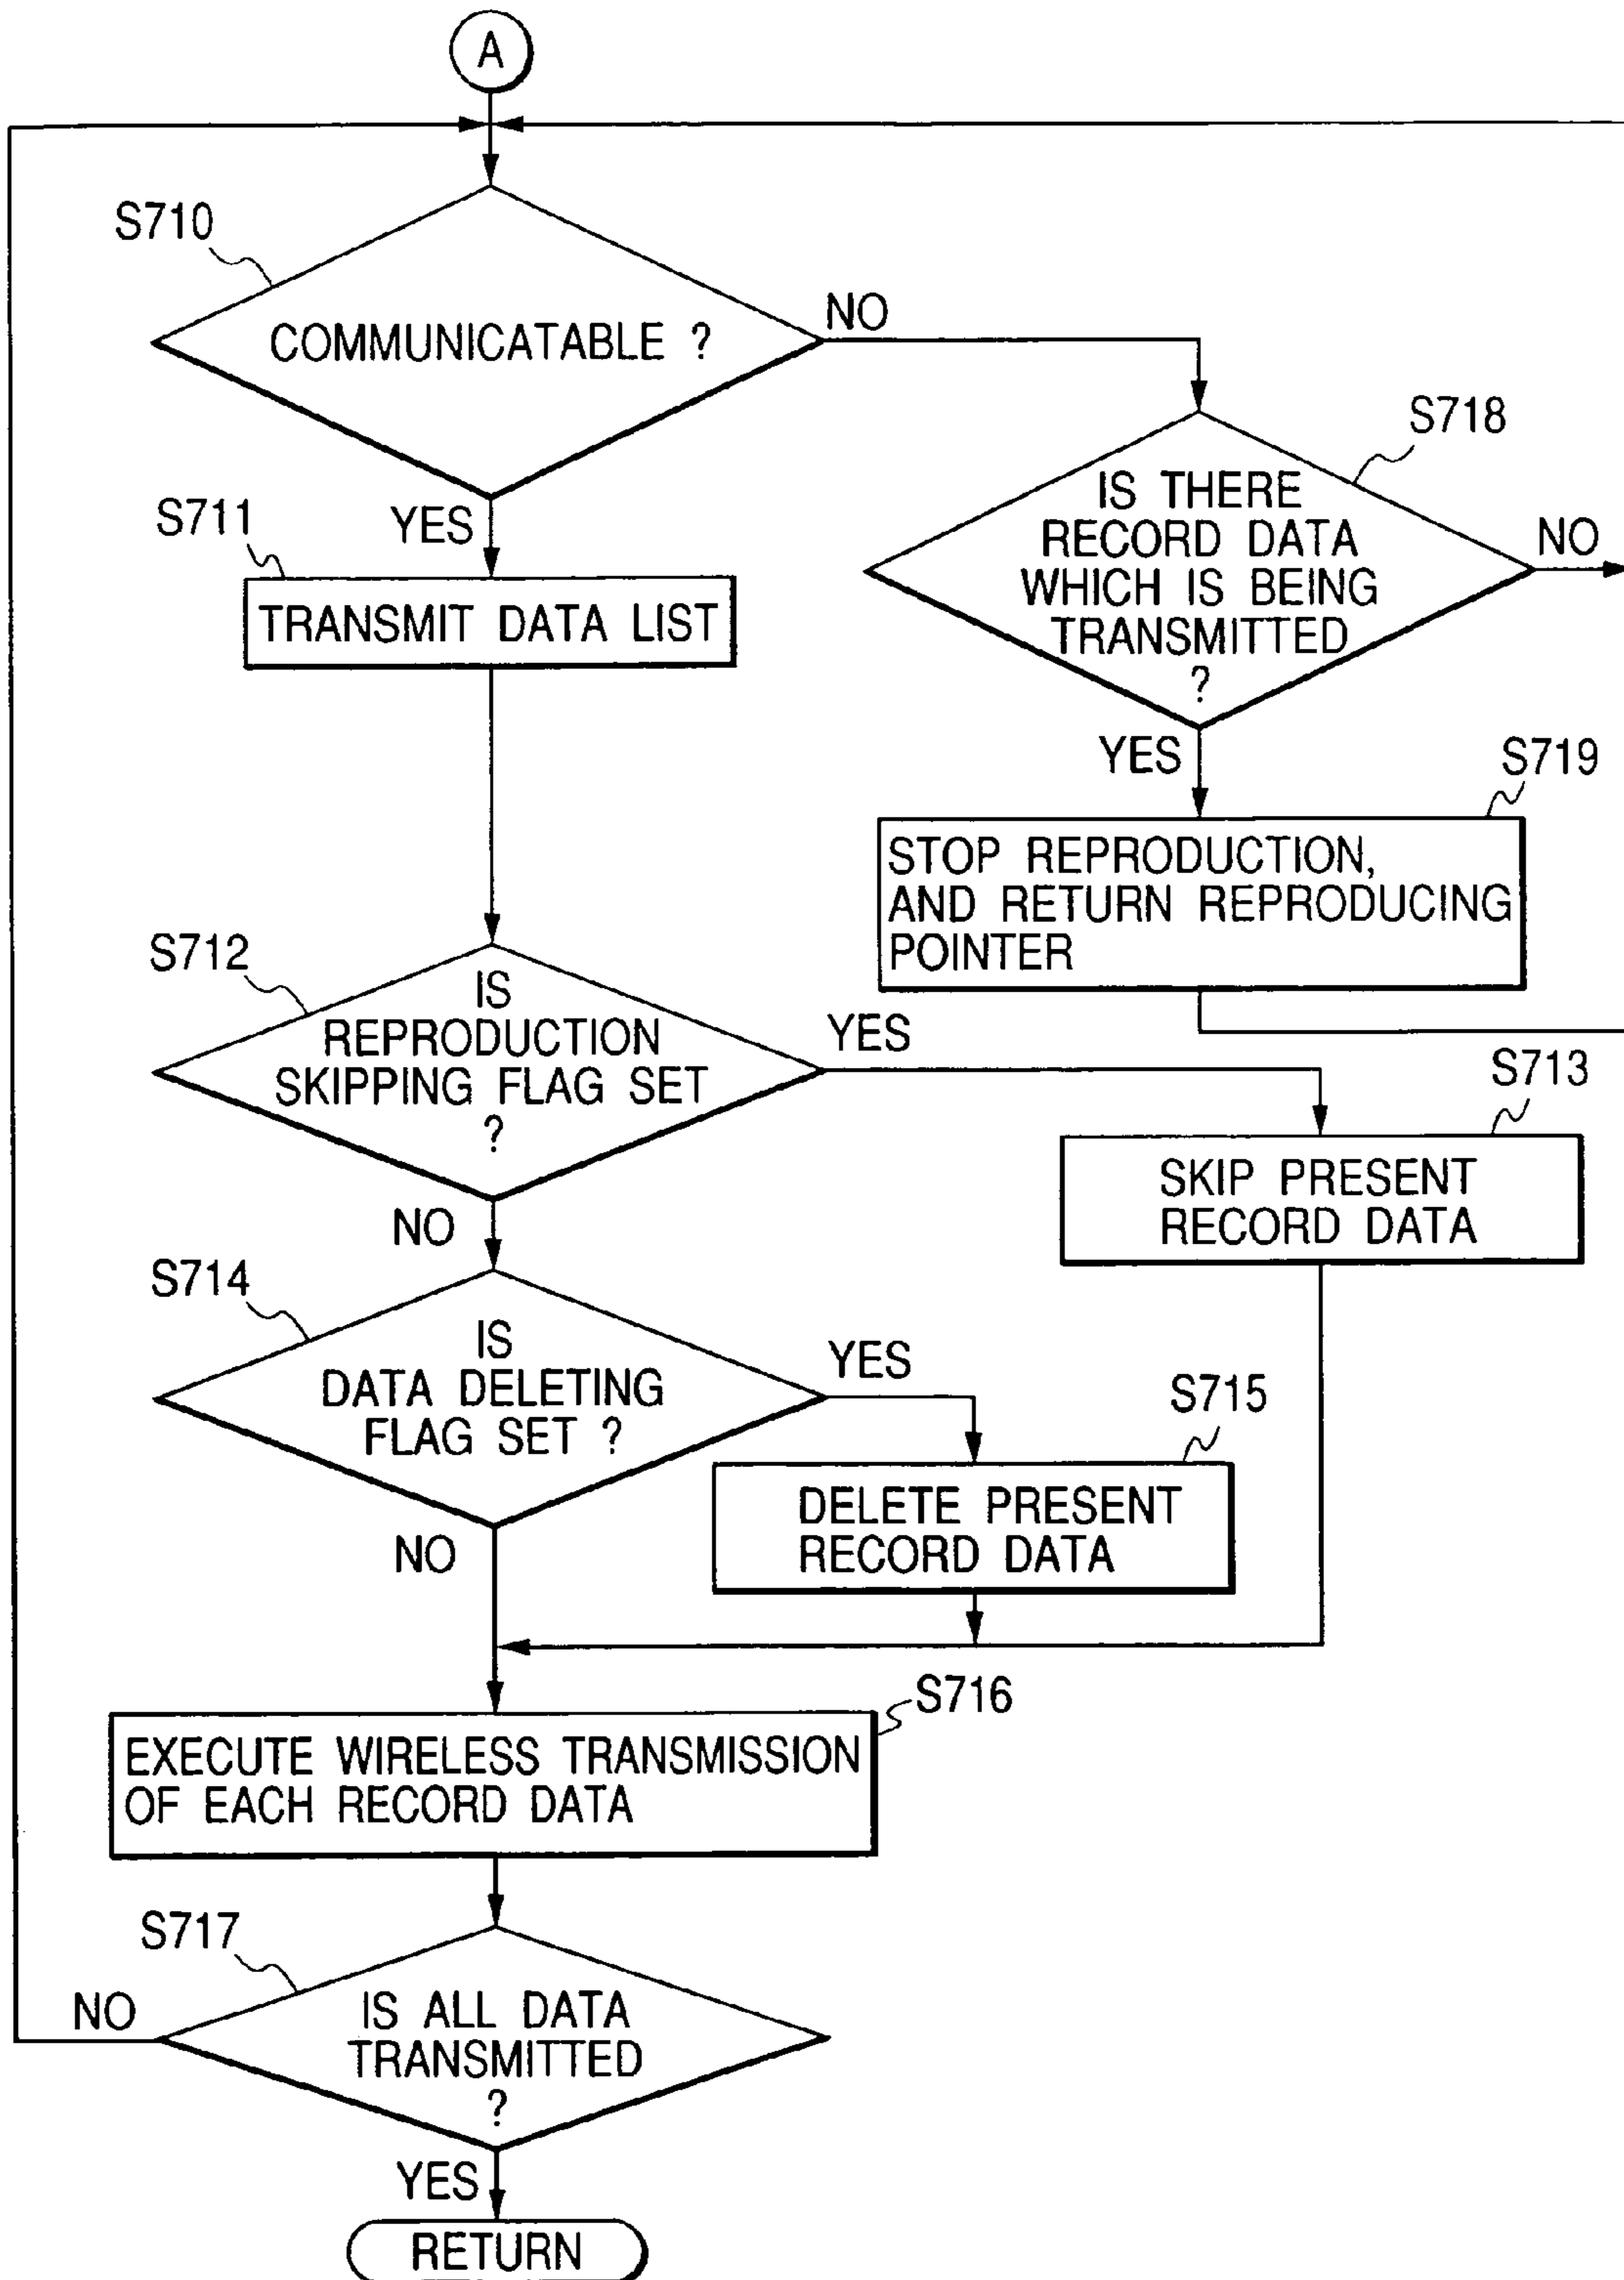 A
S710
COMMUNICATABLE ?
NO
YES
S718
IS THERE
RECORD DATA
WHICH IS BEING
TRANSMITTED
?
NO
YES
S711
TRANSMIT DATA LIST
S719
STOP REPRODUCTION,
AND RETURN REPRODUCING
POINTER
S712
IS
REPRODUCTION
SKIPPING FLAG SET
?
YES
NO
S713
SKIP PRESENT
RECORD DATA
S714
IS
DATA DELETING
FLAG SET ?
YES
NO
S715
DELETE PRESENT
RECORD DATA
S716
EXECUTE WIRELESS TRANSMISSION
OF EACH RECORD DATA
S717
IS ALL DATA
TRANSMITTED
?
NO
YES
RETURN